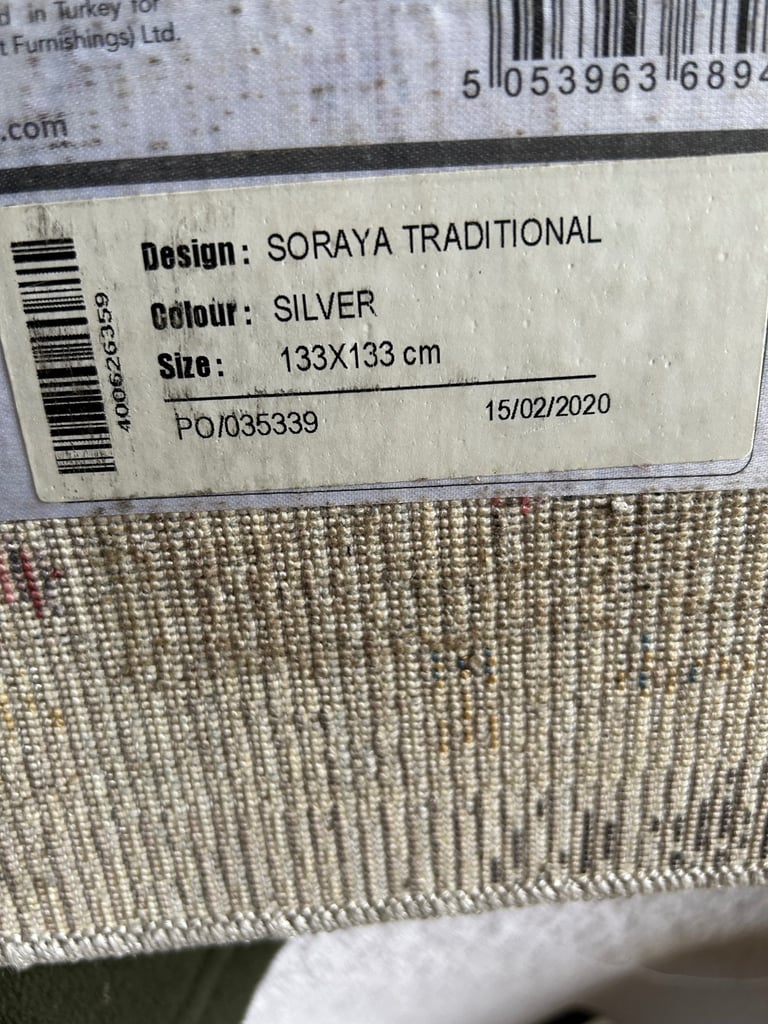 in Turkey for
t Furnishings) Ltd.
5 053963 6894
.com
Design: SORAYA TRADITIONAL
Colour: SILVER
Size: 133X133 cm
400626359
PO/035339
15/02/2020